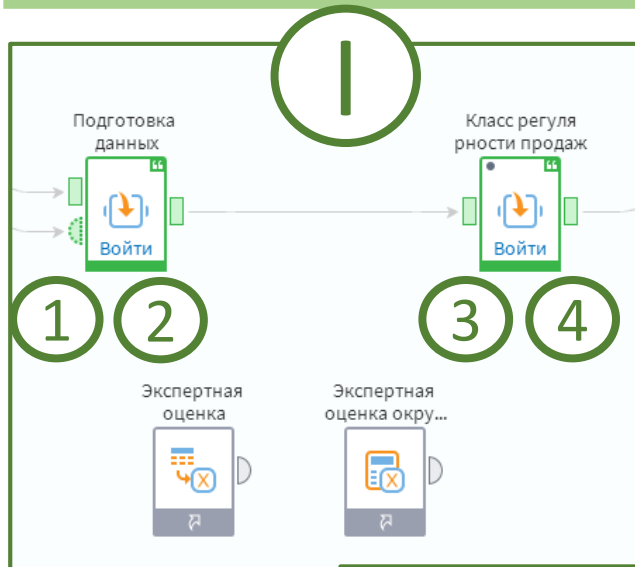 I
Подготовка
данных
Класс регуля
рности продаж
Войти
Войти
1
2
3
4
Экспертная
оценка
Экспертная
оценка окру...
X
X